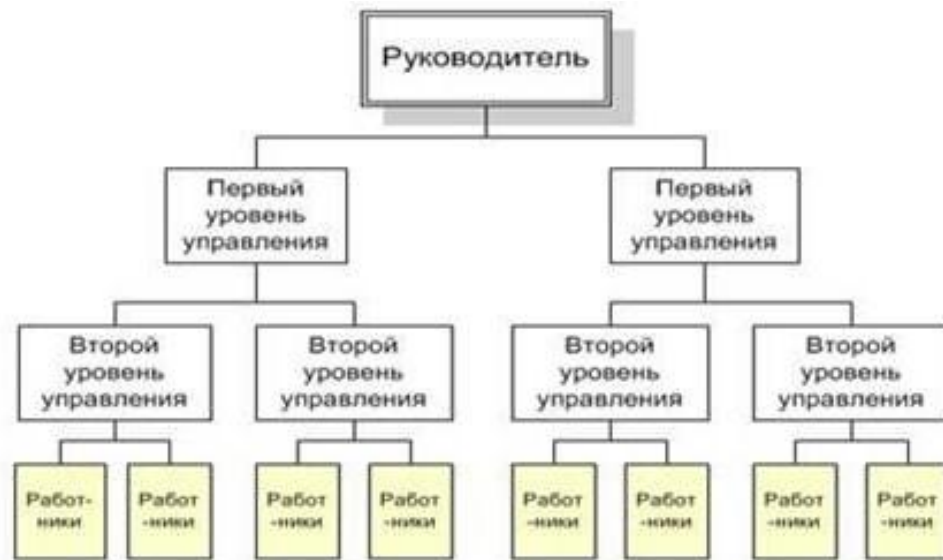 Руководитель
Первый
уровень
управления
Первый
уровень
управления
Второй
уровень
управления
Второй
уровень
управления
Второй
уровень
управления
Второй
уровень
управления
Работ-
ники
Работ
-ники
Работ
-ники
Работ
-ники
Работ
-ники
Работ
-ники
Работ
-ники
Работ
-ники